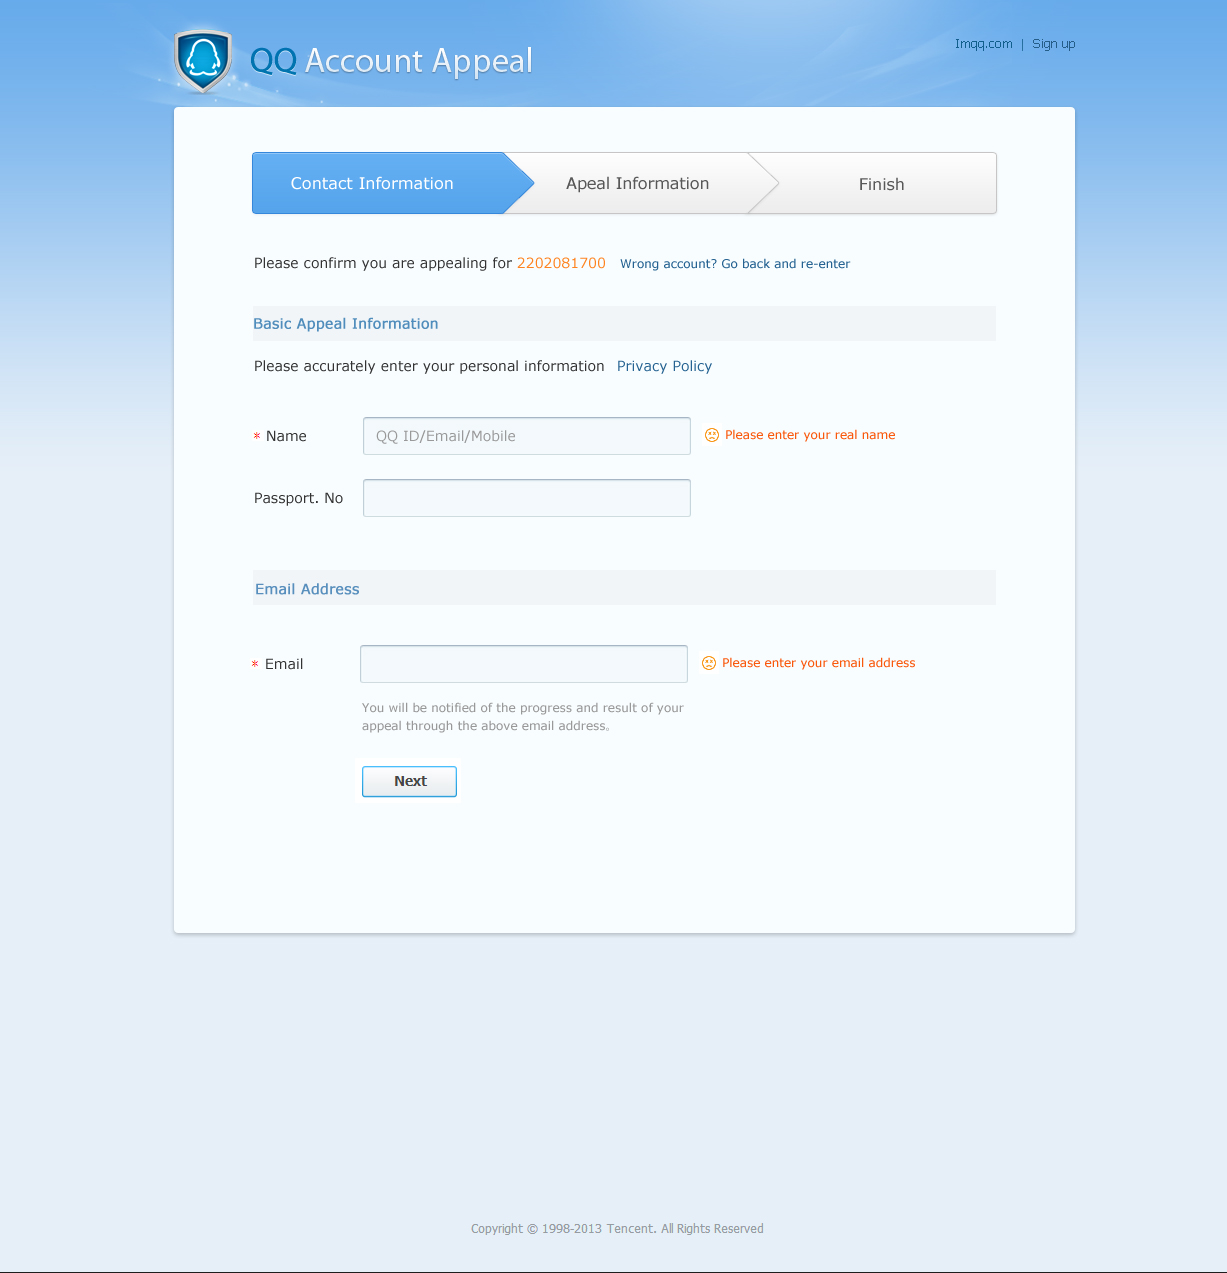 QQ Account Appeal
Imqq.com | Sign up
Contact Information
Apeal Information
Finish
Please confirm you are appealing for 2202081700 Wrong account? Go back and re-enter
Basic Appeal Information
Please accurately enter your personal information Privacy Policy
* Name
QQ ID/Email/Mobile
Please enter your real name
Passport. No
Email Address
* Email
Please enter your email address
You will be notified of the progress and result of your
appeal through the above email address。
Next
Copyright © 1998-2013 Tencent. All Rights Reserved